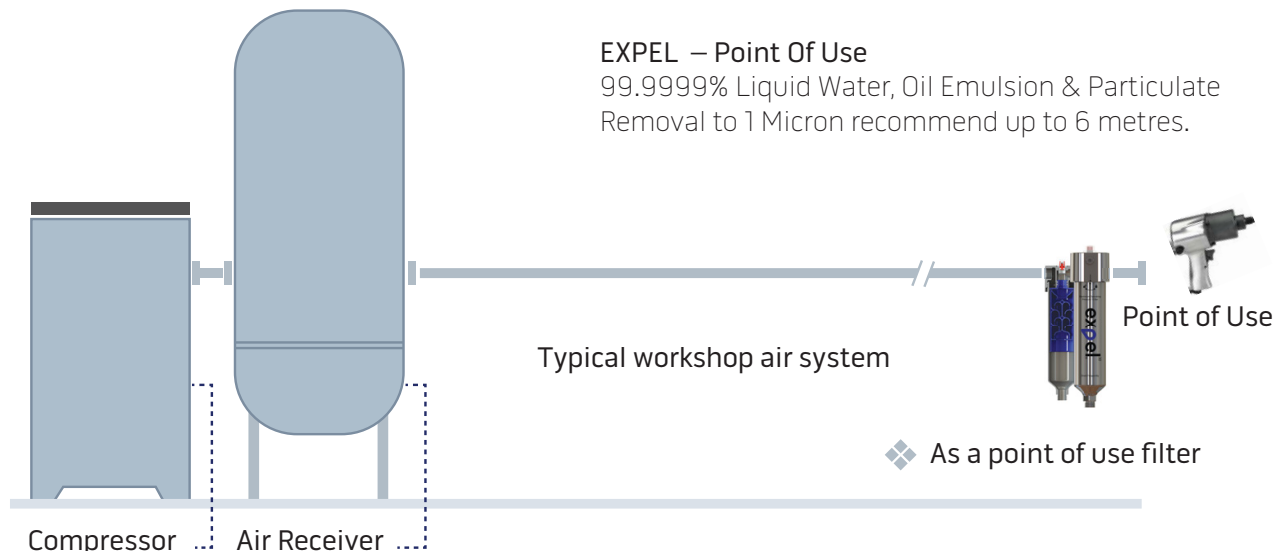 EXPEL – Point Of Use
99.9999% Liquid Water, Oil Emulsion & Particulate
Removal to 1 Micron recommend up to 6 metres.
expel
Point of Use
Typical workshop air system
As a point of use filter
Compressor
Air Receiver